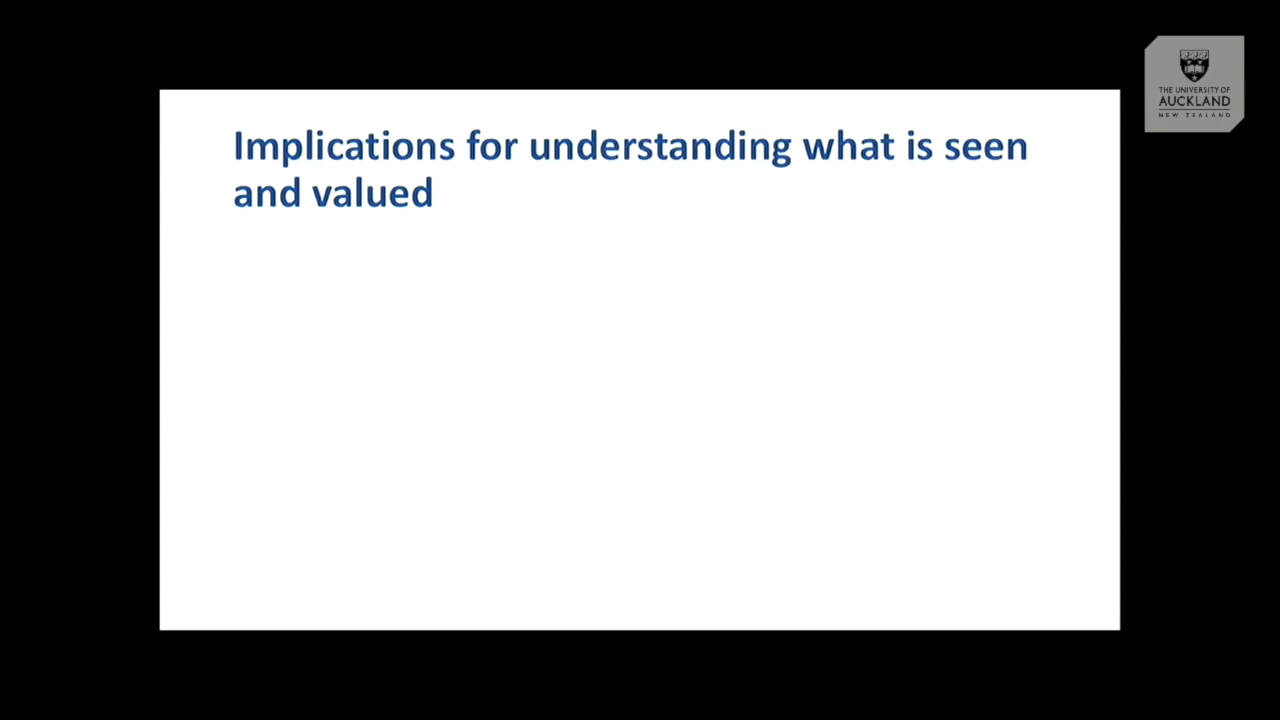 Implications for understanding what is seen
and valued
THE UNIVERSITY OF
AUCKLAND
NEW ZEALAND